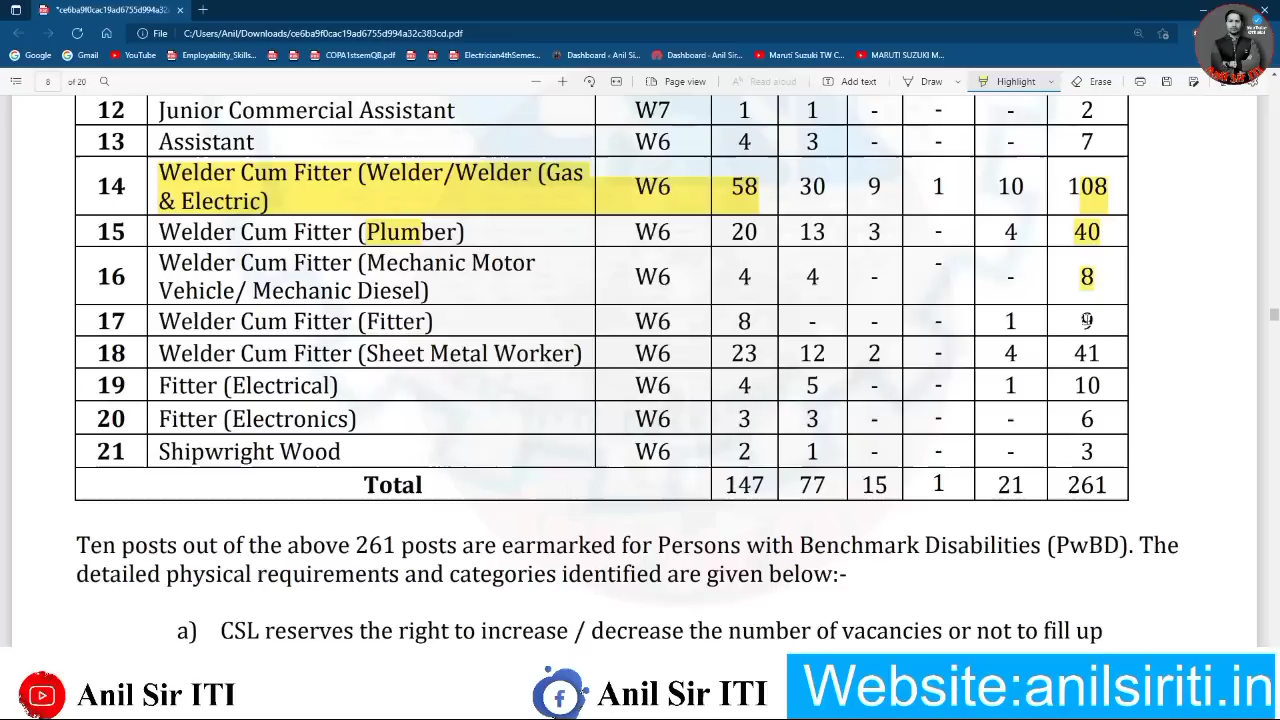 *ce6ba9f0cac19ad6755d994a32c38
File C:/Users/Anil/Downloads/ce6ba9f0cac19ad6755d994a32c383cd.pdf
Google Gmail YouTube Employability_Skills... COPA1stsemQB.pdf Electrician4thSemes... Dashboard - Anil Sir... Dashboard - Anil Sir... Maruti Suzuki TW C... MARUTI SUZUKI M...
8 of 20 Page view Read aloud Add text Draw Highlight Erase
Anil Sir ITI
12 Junior Commercial Assistant W7 1 1 - - - 2
13 Assistant W6 4 3 - - - 7
14 Welder Cum Fitter (Welder/Welder (Gas & Electric) W6 58 30 9 1 10 108
15 Welder Cum Fitter (Plumber) W6 20 13 3 - 4 40
16 Welder Cum Fitter (Mechanic Motor Vehicle/ Mechanic Diesel) W6 4 4 - - - 8
17 Welder Cum Fitter (Fitter) W6 8 - - - 1 9
18 Welder Cum Fitter (Sheet Metal Worker) W6 23 12 2 - 4 41
19 Fitter (Electrical) W6 4 5 - - 1 10
20 Fitter (Electronics) W6 3 3 - - - 6
21 Shipwright Wood W6 2 1 - - - 3
Total 147 77 15 1 21 261
Ten posts out of the above 261 posts are earmarked for Persons with Benchmark Disabilities (PwBD). The
detailed physical requirements and categories identified are given below:-
a) CSL reserves the right to increase / decrease the number of vacancies or not to fill up
Anil Sir ITI Anil Sir ITI Website:anilsiriti.in